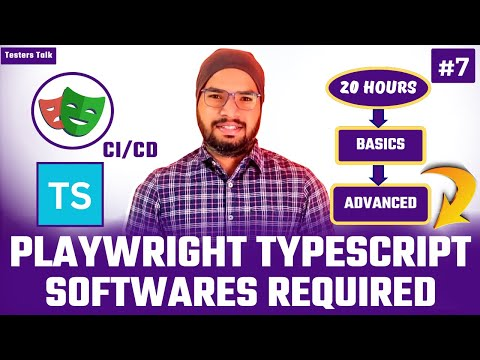 Testers Talk
#7
20 HOURS
CI/CD
BASICS
TS
ADVANCED
PLAYWRIGHT TYPESCRIPT
SOFTWARES REQUIRED